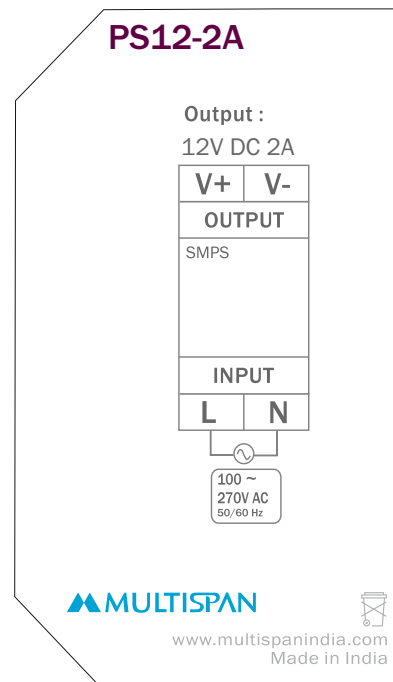 PS12-2A
Output :
12V DC 2A
V+ V-
OUTPUT
SMPS
INPUT
L N
100 ~
270V AC
50/60 Hz
MULTISPAN
www.multispanindia.com
Made in India